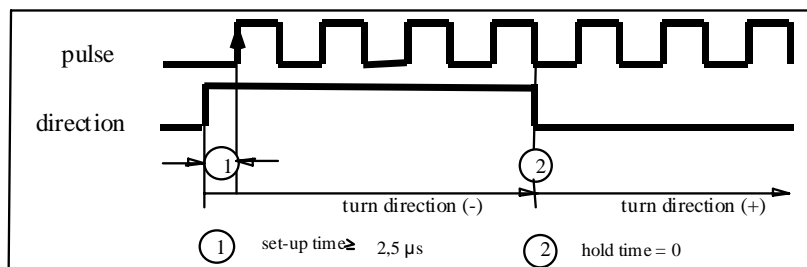 pulse
direction
1
2
turn direction (-) turn direction (+)
1 set-up time≥ 2,5 µs 2 hold time = 0